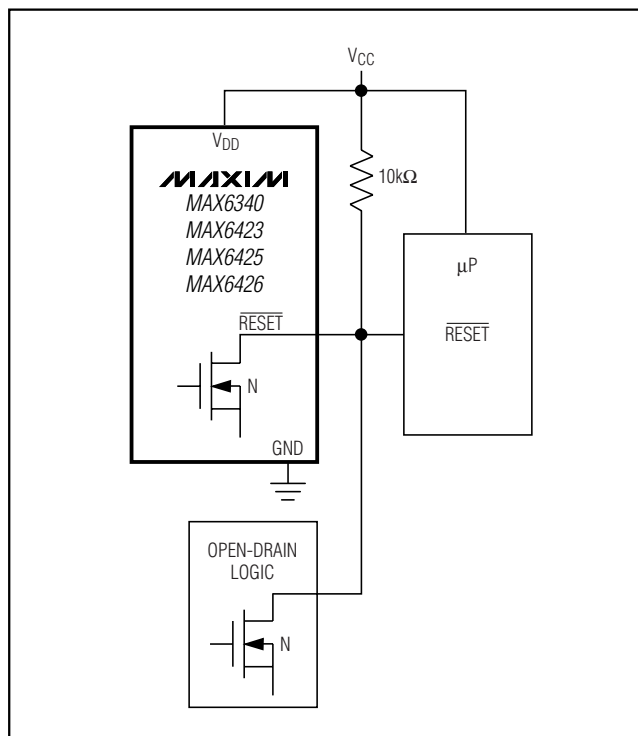 VCC
VDD
MAXIM
MAX6340
MAX6423
MAX6425
MAX6426
10kΩ
μP
RESET
RESET
N
GND
OPEN-DRAIN
LOGIC
N